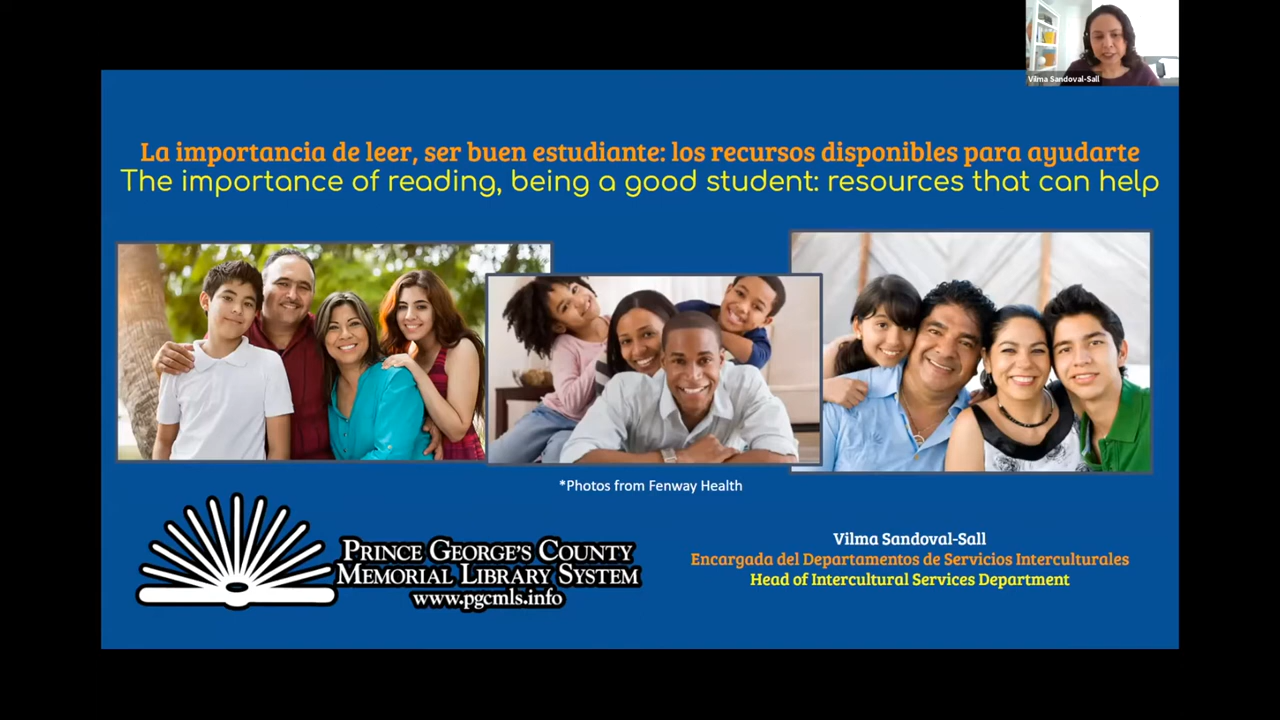 Vilma Sandoval-Sall
La importancia de leer, ser buen estudiante: los recursos disponibles para ayudarte
The importance of reading, being a good student: resources that can help
*Photos from Fenway Health
PRINCE GEORGE'S COUNTY
MEMORIAL LIBRARY SYSTEM
www.pgcmls.info
Vilma Sandoval-Sall
Encargada del Departamentos de Servicios Interculturales
Head of Intercultural Services Department